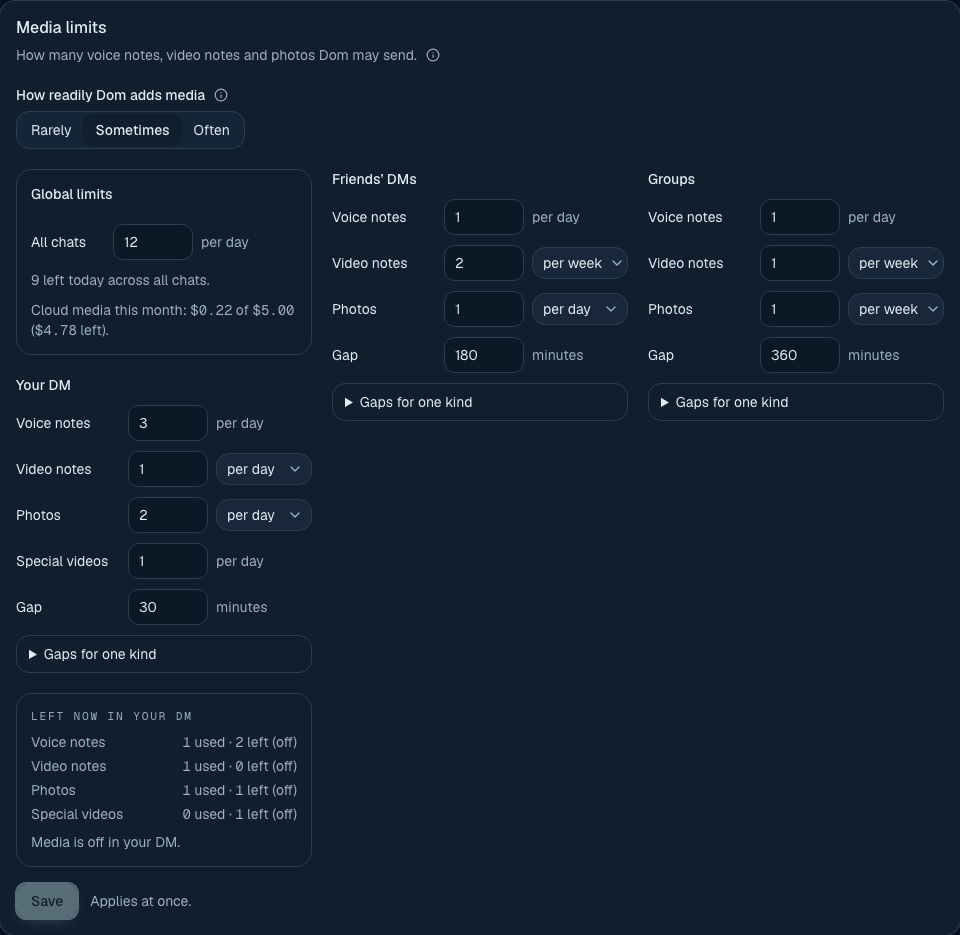 Media limits
How many voice notes, video notes and photos Dom may send.
How readily Dom adds media
Rarely Sometimes Often
Global limits
All chats 12 per day
9 left today across all chats.
Cloud media this month: $0.22 of $5.00
($4.78 left).
Your DM
Voice notes 3 per day
Video notes 1 per day
Photos 2 per day
Special videos 1 per day
Gap 30 minutes
Gaps for one kind
LEFT NOW IN YOUR DM
Voice notes 1 used · 2 left (off)
Video notes 1 used · 0 left (off)
Photos 1 used · 1 left (off)
Special videos 0 used · 1 left (off)
Media is off in your DM.
Friends’ DMs
Voice notes 1 per day
Video notes 2 per week
Photos 1 per day
Gap 180 minutes
Gaps for one kind
Groups
Voice notes 1 per day
Video notes 1 per week
Photos 1 per week
Gap 360 minutes
Gaps for one kind
Save Applies at once.